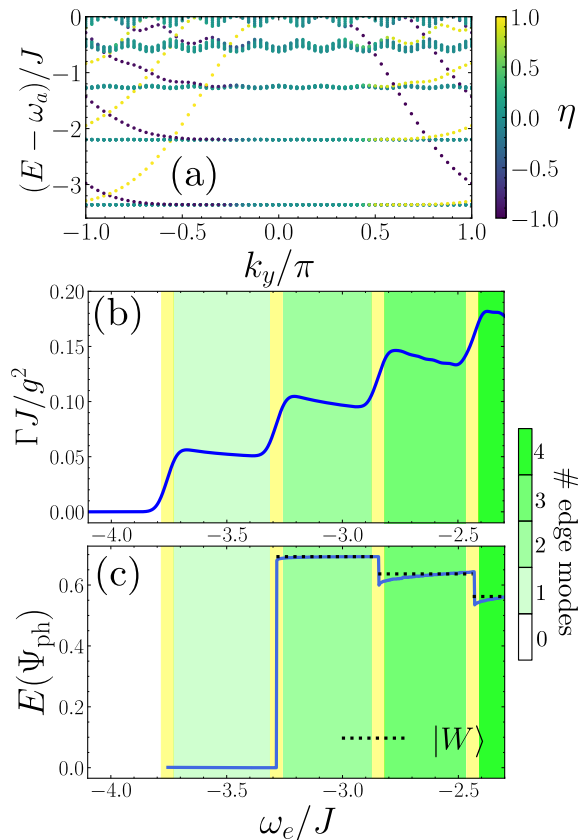 0
−1
−2
−3
(E − ω_a)/J
(a)
−1.0 −0.5 0.0 0.5 1.0
k_y/π
1.0
0.5
0.0
−0.5
−1.0
η
(b)
0.20
0.15
0.10
0.05
0.00
ΓJ/g²
−4.0 −3.5 −3.0 −2.5
(c)
0.6
0.4
0.2
0.0
E(Ψ_ph)
|W⟩
−4.0 −3.5 −3.0 −2.5
ω_e/J
4
3
2
1
0
# edge modes